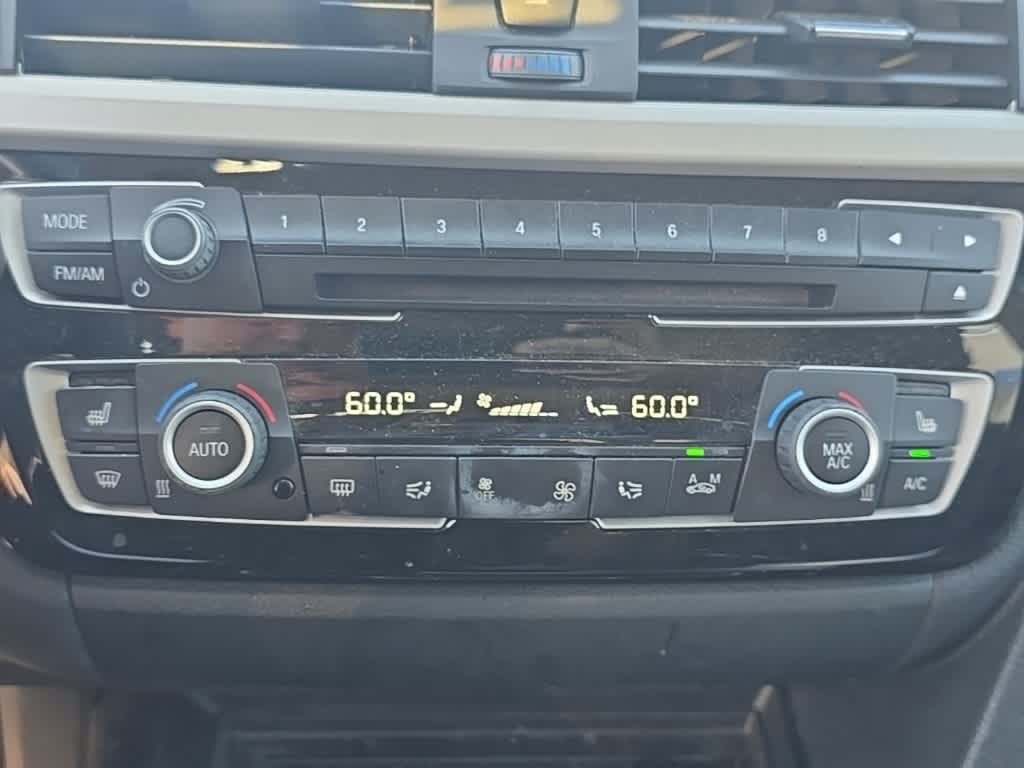 MODE 1 2 3 4 5 6 7 8
FM/AM
60.0° 60.0°
AUTO MAX A/C
OFF A M A/C